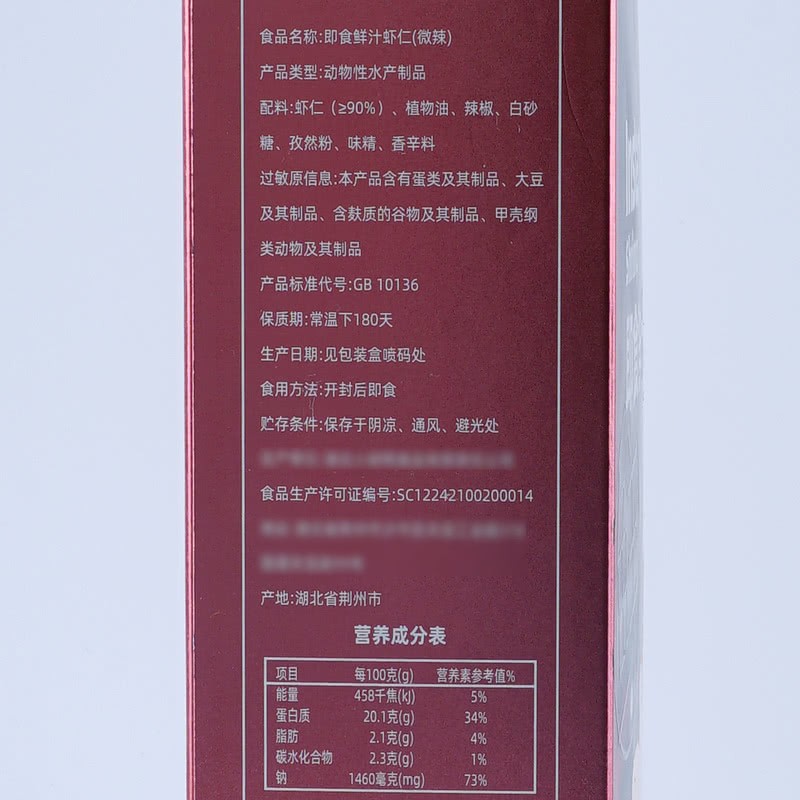 食品名称:即食鲜汁虾仁(微辣)
产品类型:动物性水产制品
配料:虾仁（≥90%）、植物油、辣椒、白砂
糖、孜然粉、味精、香辛料
过敏原信息:本产品含有蛋类及其制品、大豆
及其制品、含麸质的谷物及其制品、甲壳纲
类动物及其制品
产品标准代号:GB 10136
保质期:常温下180天
生产日期:见包装盒喷码处
食用方法:开封后即食
贮存条件:保存于阴凉、通风、避光处
食品生产许可证编号:SC12242100200014
产地:湖北省荆州市
营养成分表
项目 每100克(g) 营养素参考值%
能量 458千焦(kJ) 5%
蛋白质 20.1克(g) 34%
脂肪 2.1克(g) 4%
碳水化合物 2.3克(g) 1%
钠 1460毫克(mg) 73%